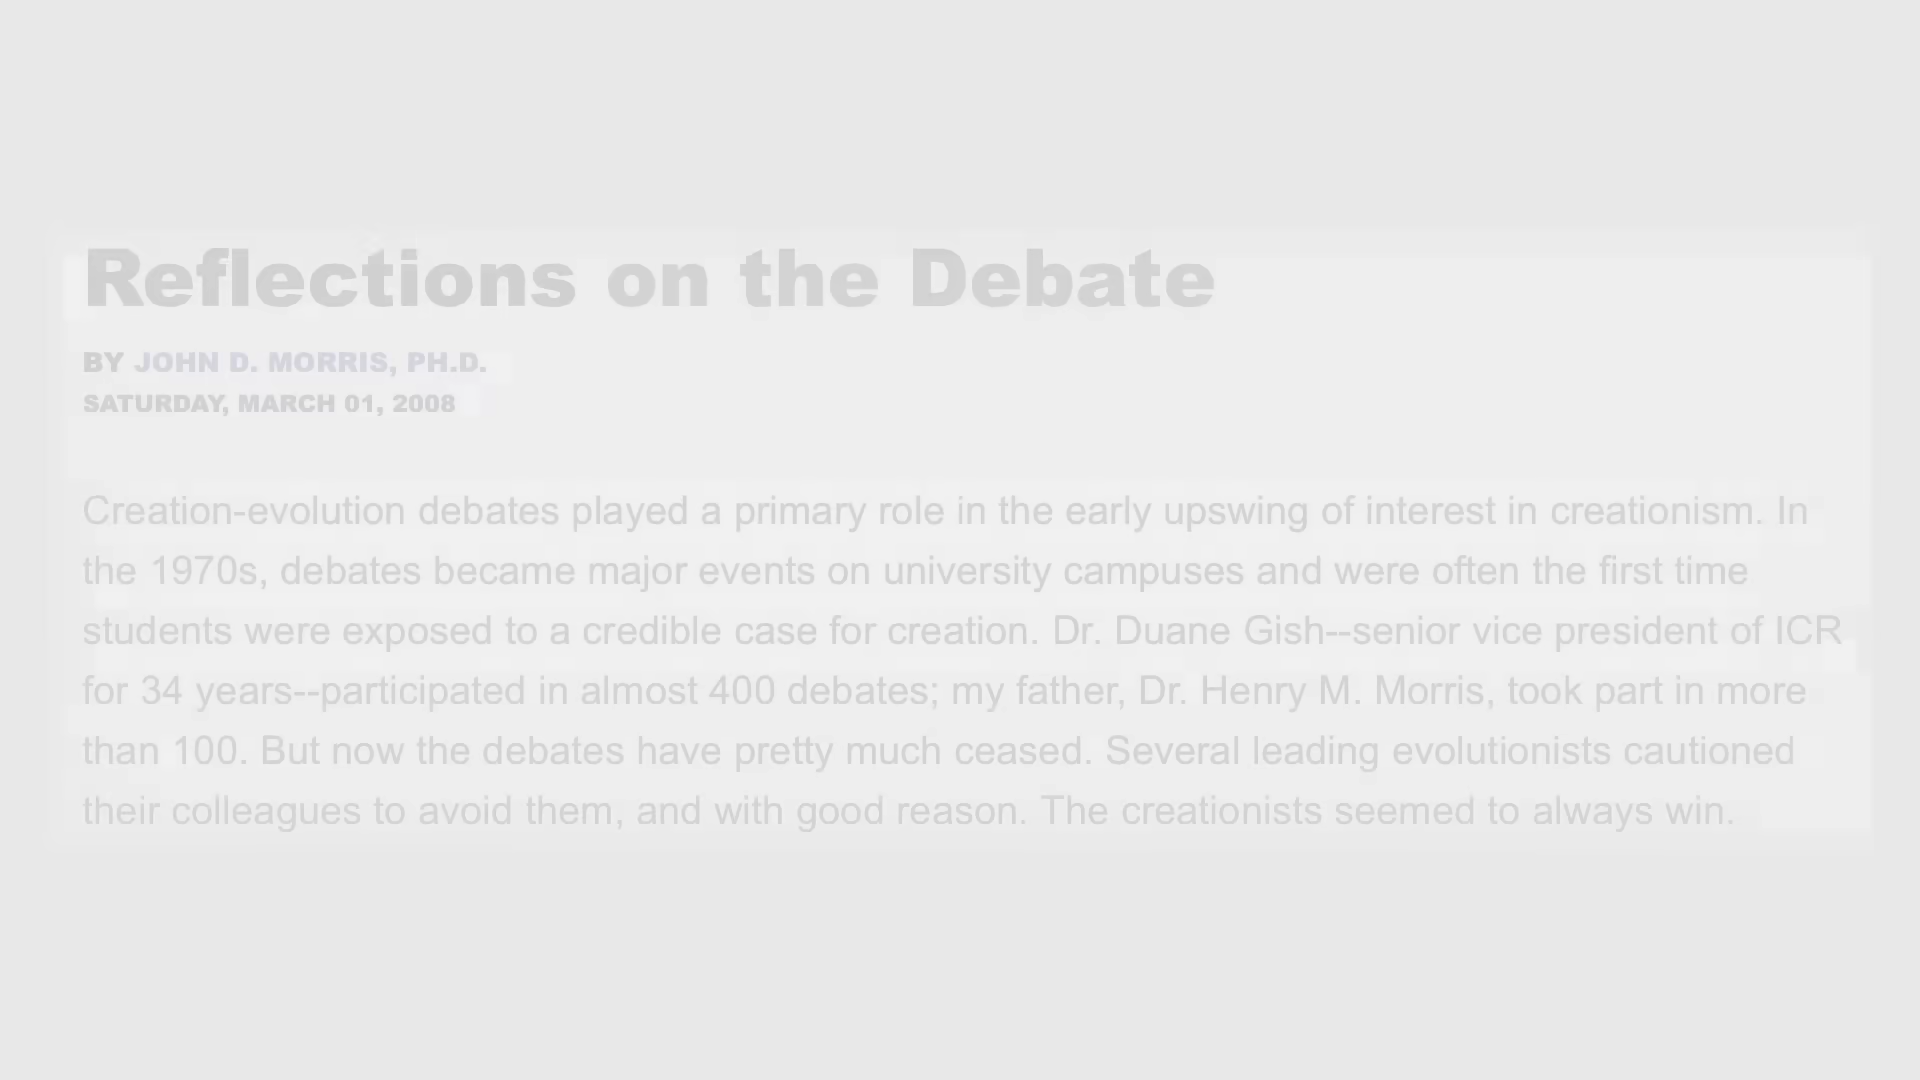 Reflections on the Debate
BY JOHN D. MORRIS, PH.D.
SATURDAY, MARCH 01, 2008
Creation-evolution debates played a primary role in the early upswing of interest in creationism. In
the 1970s, debates became major events on university campuses and were often the first time
students were exposed to a credible case for creation. Dr. Duane Gish--senior vice president of ICR
for 34 years--participated in almost 400 debates; my father, Dr. Henry M. Morris, took part in more
than 100. But now the debates have pretty much ceased. Several leading evolutionists cautioned
their colleagues to avoid them, and with good reason. The creationists seemed to always win.